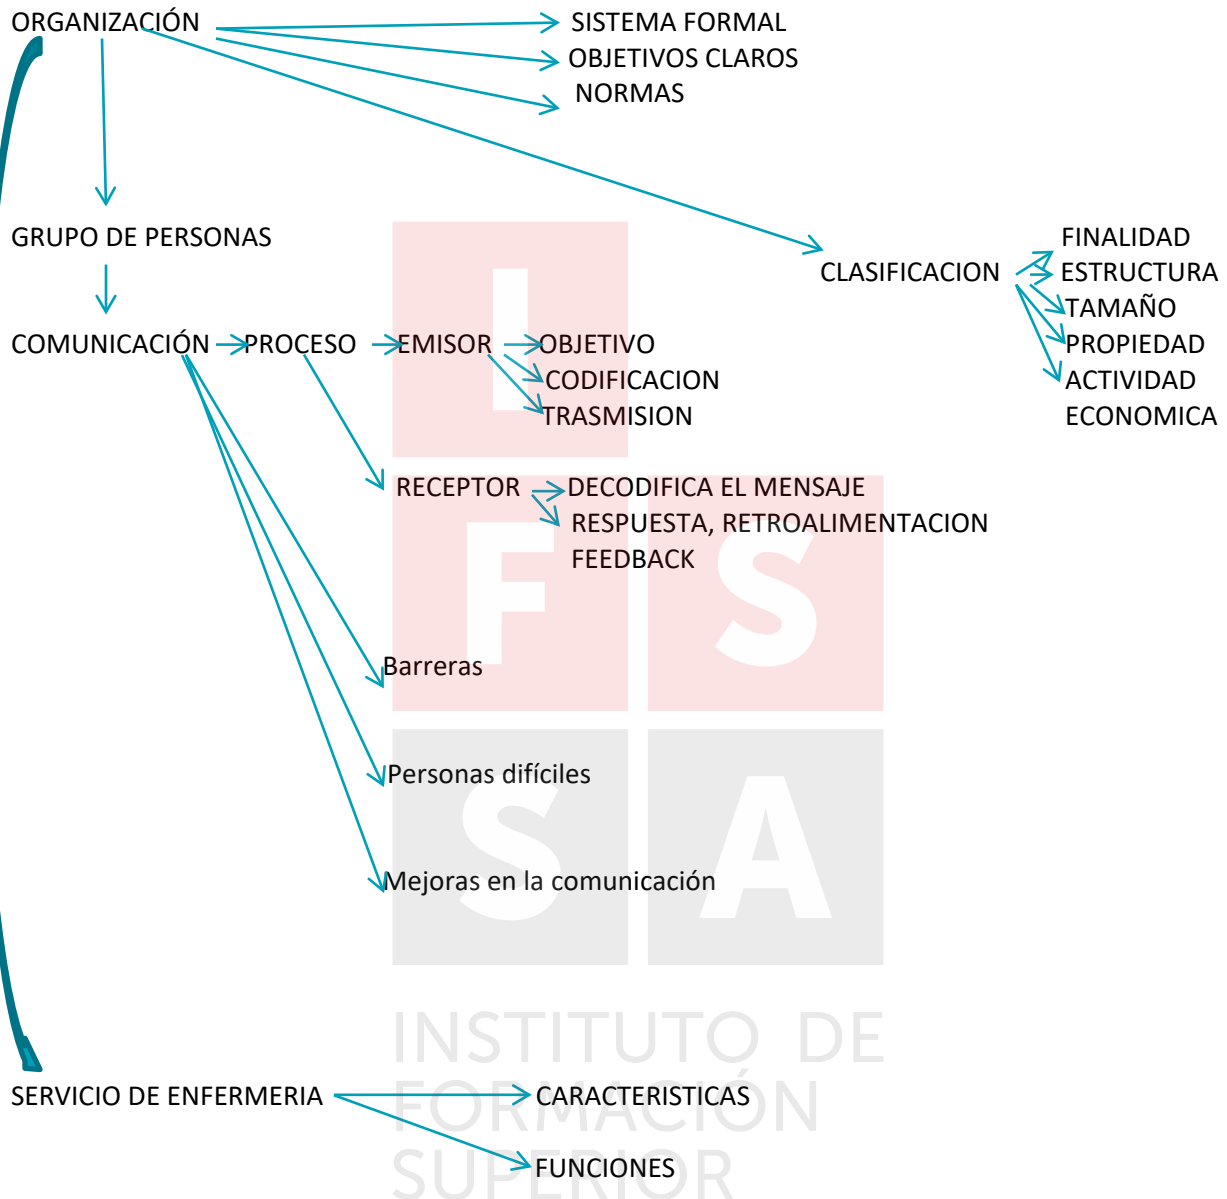 ORGANIZACIÓN
SISTEMA FORMAL
OBJETIVOS CLAROS
NORMAS
GRUPO DE PERSONAS
FINALIDAD
CLASIFICACION
ESTRUCTURA
TAMAÑO
COMUNICACIÓN
PROCESO
EMISOR
OBJETIVO
PROPIEDAD
CODIFICACION
ACTIVIDAD
TRASMISION
ECONOMICA
RECEPTOR
DECODIFICA EL MENSAJE
RESPUESTA, RETROALIMENTACION
FEEDBACK
Barreras
Personas difíciles
Mejoras en la comunicación
SERVICIO DE ENFERMERIA
CARACTERISTICAS
FUNCIONES
I
F S
S A
INSTITUTO DE
FORMACIÓN
SUPERIOR